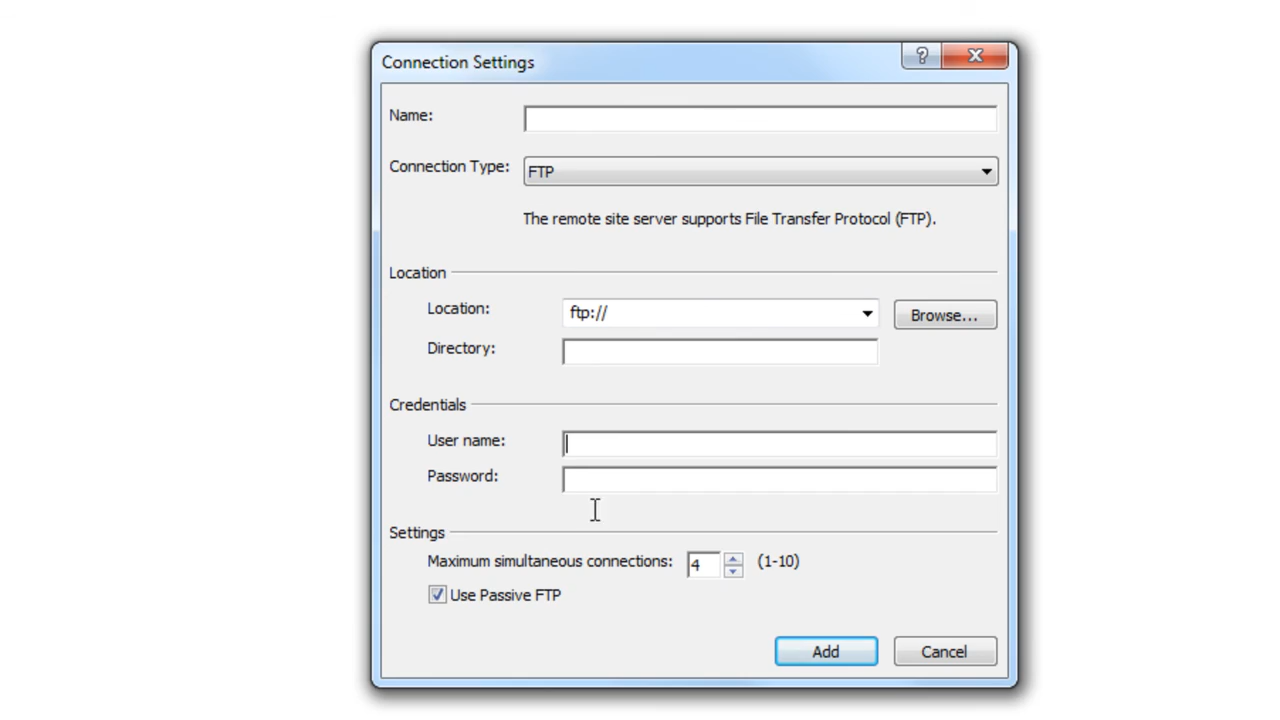 Connection Settings
?
Name:
Connection Type: FTP
The remote site server supports File Transfer Protocol (FTP).
Location
Location: ftp:// Browse...
Directory:
Credentials
User name:
Password:
Settings
Maximum simultaneous connections: 4 (1-10)
Use Passive FTP
Add Cancel